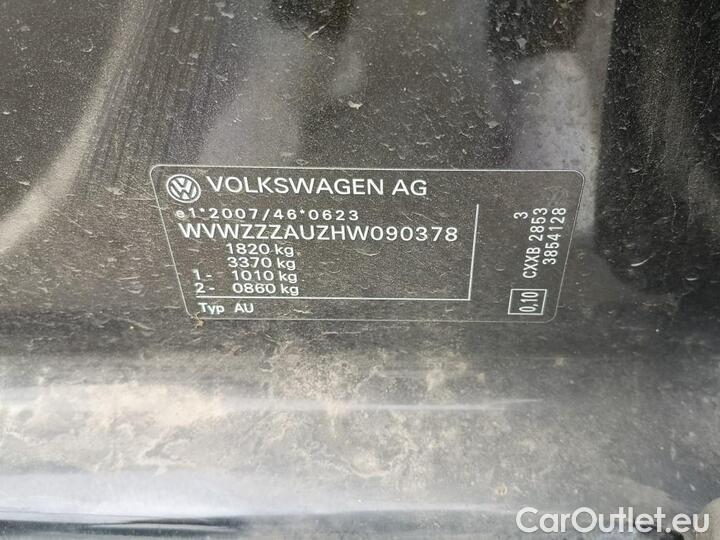 VOLKSWAGEN AG
e1*2007/46*0623
WVWZZZAUZHW090378
1820 kg
3370 kg
1- 1010 kg
2- 0860 kg
Typ AU
3
CXXB 2853
3854128
0,10
CarOutlet.eu